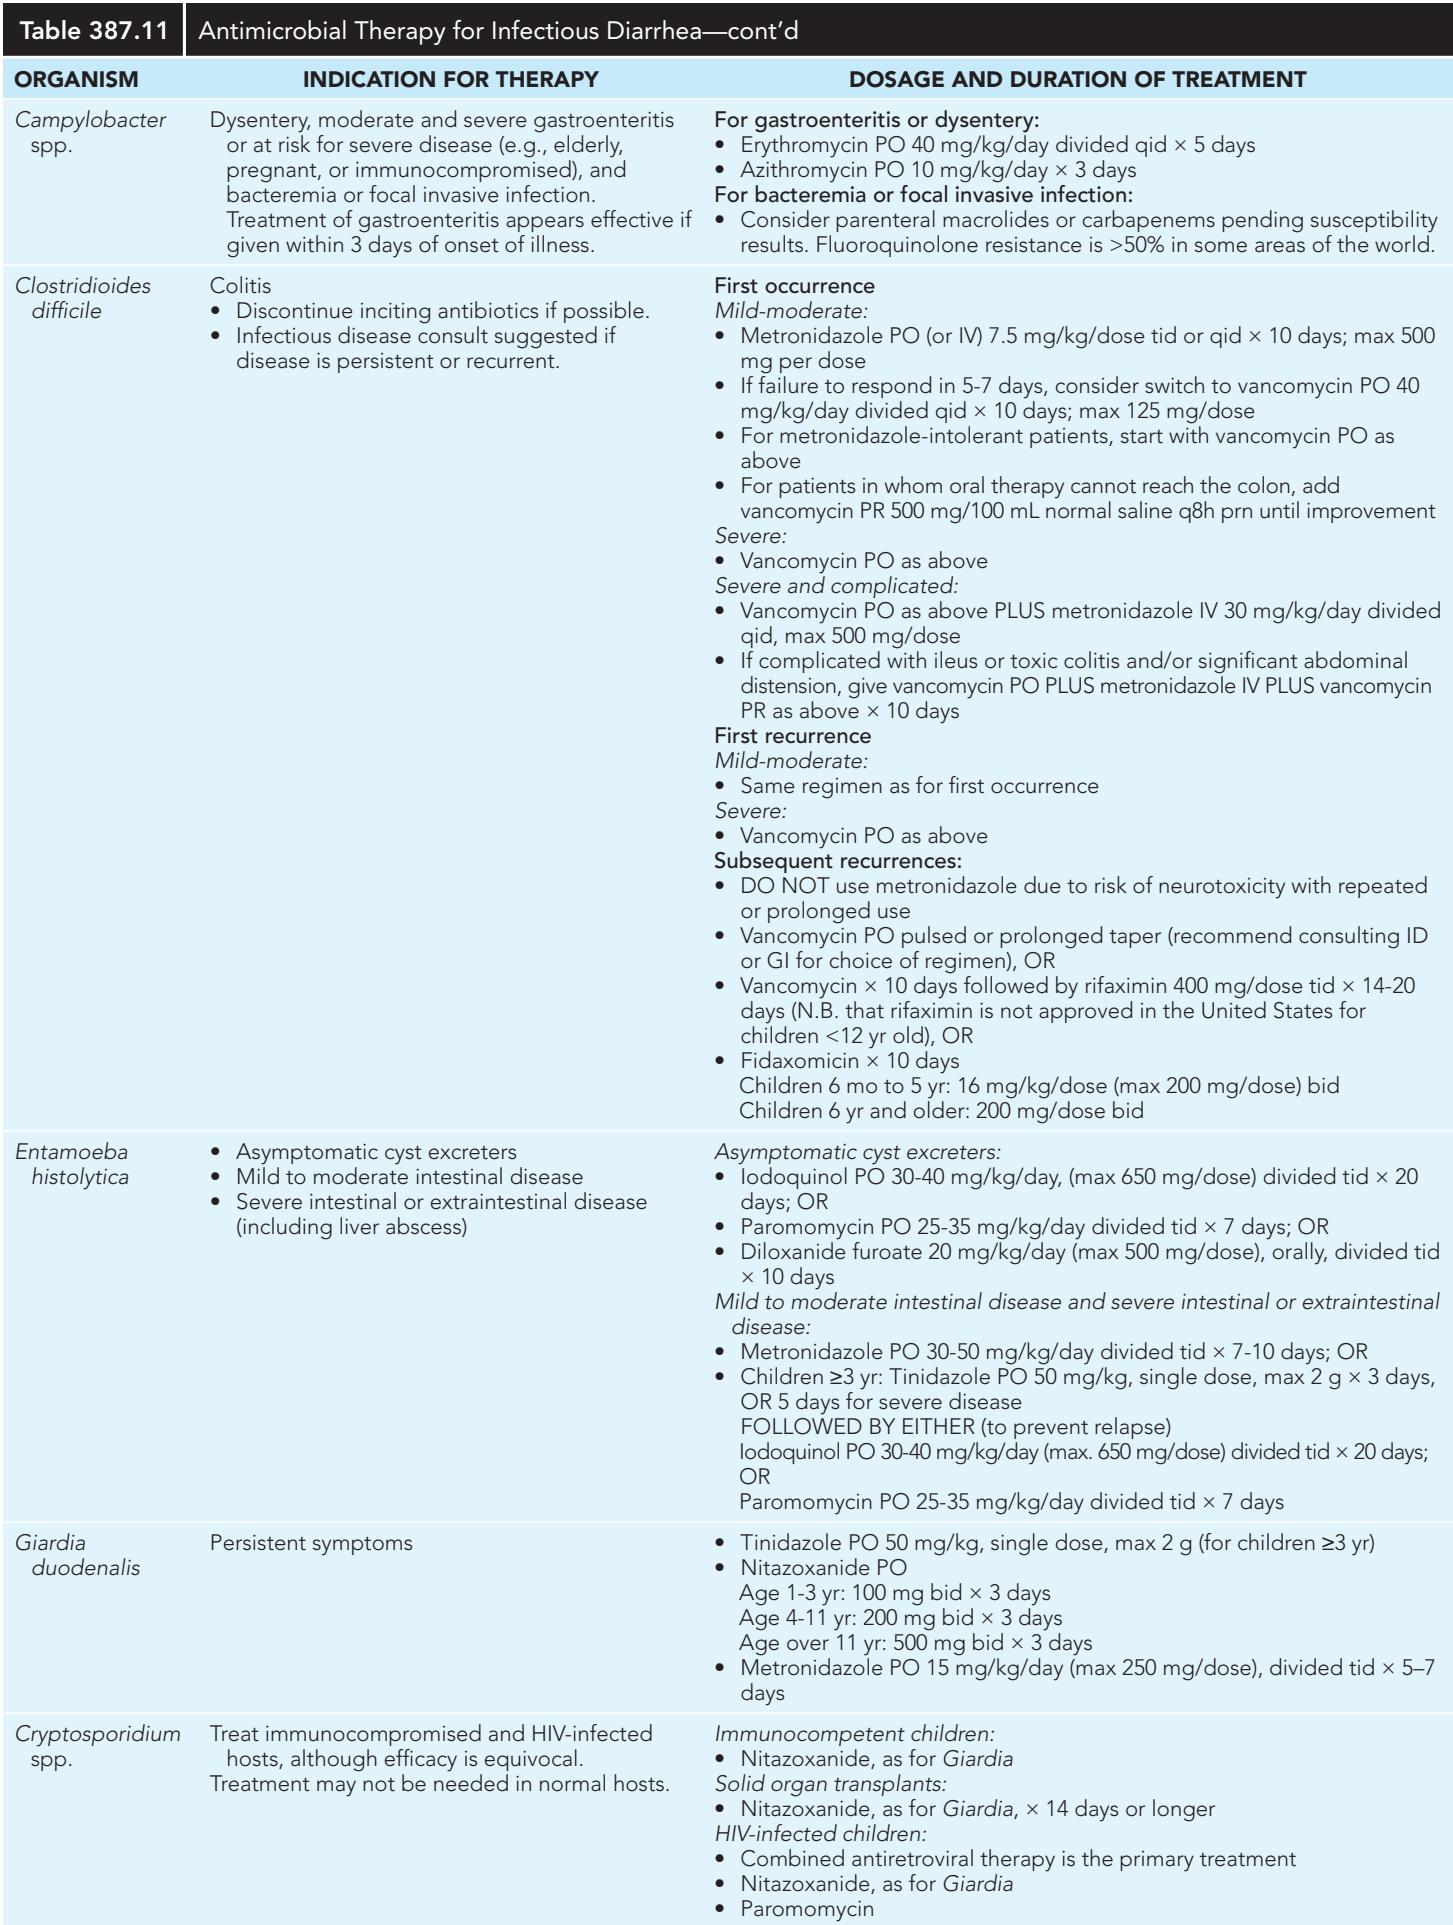 Table 387.11 Antimicrobial Therapy for Infectious Diarrhea—cont'd
ORGANISM INDICATION FOR THERAPY DOSAGE AND DURATION OF TREATMENT
Campylobacter
spp.
Dysentery, moderate and severe gastroenteritis
or at risk for severe disease (e.g., elderly,
pregnant, or immunocompromised), and
bacteremia or focal invasive infection.
Treatment of gastroenteritis appears effective if
given within 3 days of onset of illness.
For gastroenteritis or dysentery:
• Erythromycin PO 40 mg/kg/day divided qid × 5 days
• Azithromycin PO 10 mg/kg/day × 3 days
For bacteremia or focal invasive infection:
• Consider parenteral macrolides or carbapenems pending susceptibility
results. Fluoroquinolone resistance is >50% in some areas of the world.
Clostridioides
difficile
Colitis
• Discontinue inciting antibiotics if possible.
• Infectious disease consult suggested if
disease is persistent or recurrent.
First occurrence
Mild-moderate:
• Metronidazole PO (or IV) 7.5 mg/kg/dose tid or qid × 10 days; max 500
mg per dose
• If failure to respond in 5-7 days, consider switch to vancomycin PO 40
mg/kg/day divided qid × 10 days; max 125 mg/dose
• For metronidazole-intolerant patients, start with vancomycin PO as
above
• For patients in whom oral therapy cannot reach the colon, add
vancomycin PR 500 mg/100 mL normal saline q8h prn until improvement
Severe:
• Vancomycin PO as above
Severe and complicated:
• Vancomycin PO as above PLUS metronidazole IV 30 mg/kg/day divided
qid, max 500 mg/dose
• If complicated with ileus or toxic colitis and/or significant abdominal
distension, give vancomycin PO PLUS metronidazole IV PLUS vancomycin
PR as above × 10 days
First recurrence
Mild-moderate:
• Same regimen as for first occurrence
Severe:
• Vancomycin PO as above
Subsequent recurrences:
• DO NOT use metronidazole due to risk of neurotoxicity with repeated
or prolonged use
• Vancomycin PO pulsed or prolonged taper (recommend consulting ID
or GI for choice of regimen), OR
• Vancomycin × 10 days followed by rifaximin 400 mg/dose tid × 14-20
days (N.B. that rifaximin is not approved in the United States for
children <12 yr old), OR
• Fidaxomicin × 10 days
Children 6 mo to 5 yr: 16 mg/kg/dose (max 200 mg/dose) bid
Children 6 yr and older: 200 mg/dose bid
Entamoeba
histolytica
• Asymptomatic cyst excreters
• Mild to moderate intestinal disease
• Severe intestinal or extraintestinal disease
(including liver abscess)
Asymptomatic cyst excreters:
• Iodoquinol PO 30-40 mg/kg/day, (max 650 mg/dose) divided tid × 20
days; OR
• Paromomycin PO 25-35 mg/kg/day divided tid × 7 days; OR
• Diloxanide furoate 20 mg/kg/day (max 500 mg/dose), orally, divided tid
× 10 days
Mild to moderate intestinal disease and severe intestinal or extraintestinal
disease:
• Metronidazole PO 30-50 mg/kg/day divided tid × 7-10 days; OR
• Children ≥3 yr: Tinidazole PO 50 mg/kg, single dose, max 2 g × 3 days,
OR 5 days for severe disease
FOLLOWED BY EITHER (to prevent relapse)
Iodoquinol PO 30-40 mg/kg/day (max. 650 mg/dose) divided tid × 20 days;
OR
Paromomycin PO 25-35 mg/kg/day divided tid × 7 days
Giardia
duodenalis
Persistent symptoms
• Tinidazole PO 50 mg/kg, single dose, max 2 g (for children ≥3 yr)
• Nitazoxanide PO
Age 1-3 yr: 100 mg bid × 3 days
Age 4-11 yr: 200 mg bid × 3 days
Age over 11 yr: 500 mg bid × 3 days
• Metronidazole PO 15 mg/kg/day (max 250 mg/dose), divided tid × 5–7
days
Cryptosporidium
spp.
Treat immunocompromised and HIV-infected
hosts, although efficacy is equivocal.
Treatment may not be needed in normal hosts.
Immunocompetent children:
• Nitazoxanide, as for Giardia
Solid organ transplants:
• Nitazoxanide, as for Giardia, × 14 days or longer
HIV-infected children:
• Combined antiretroviral therapy is the primary treatment
• Nitazoxanide, as for Giardia
• Paromomycin